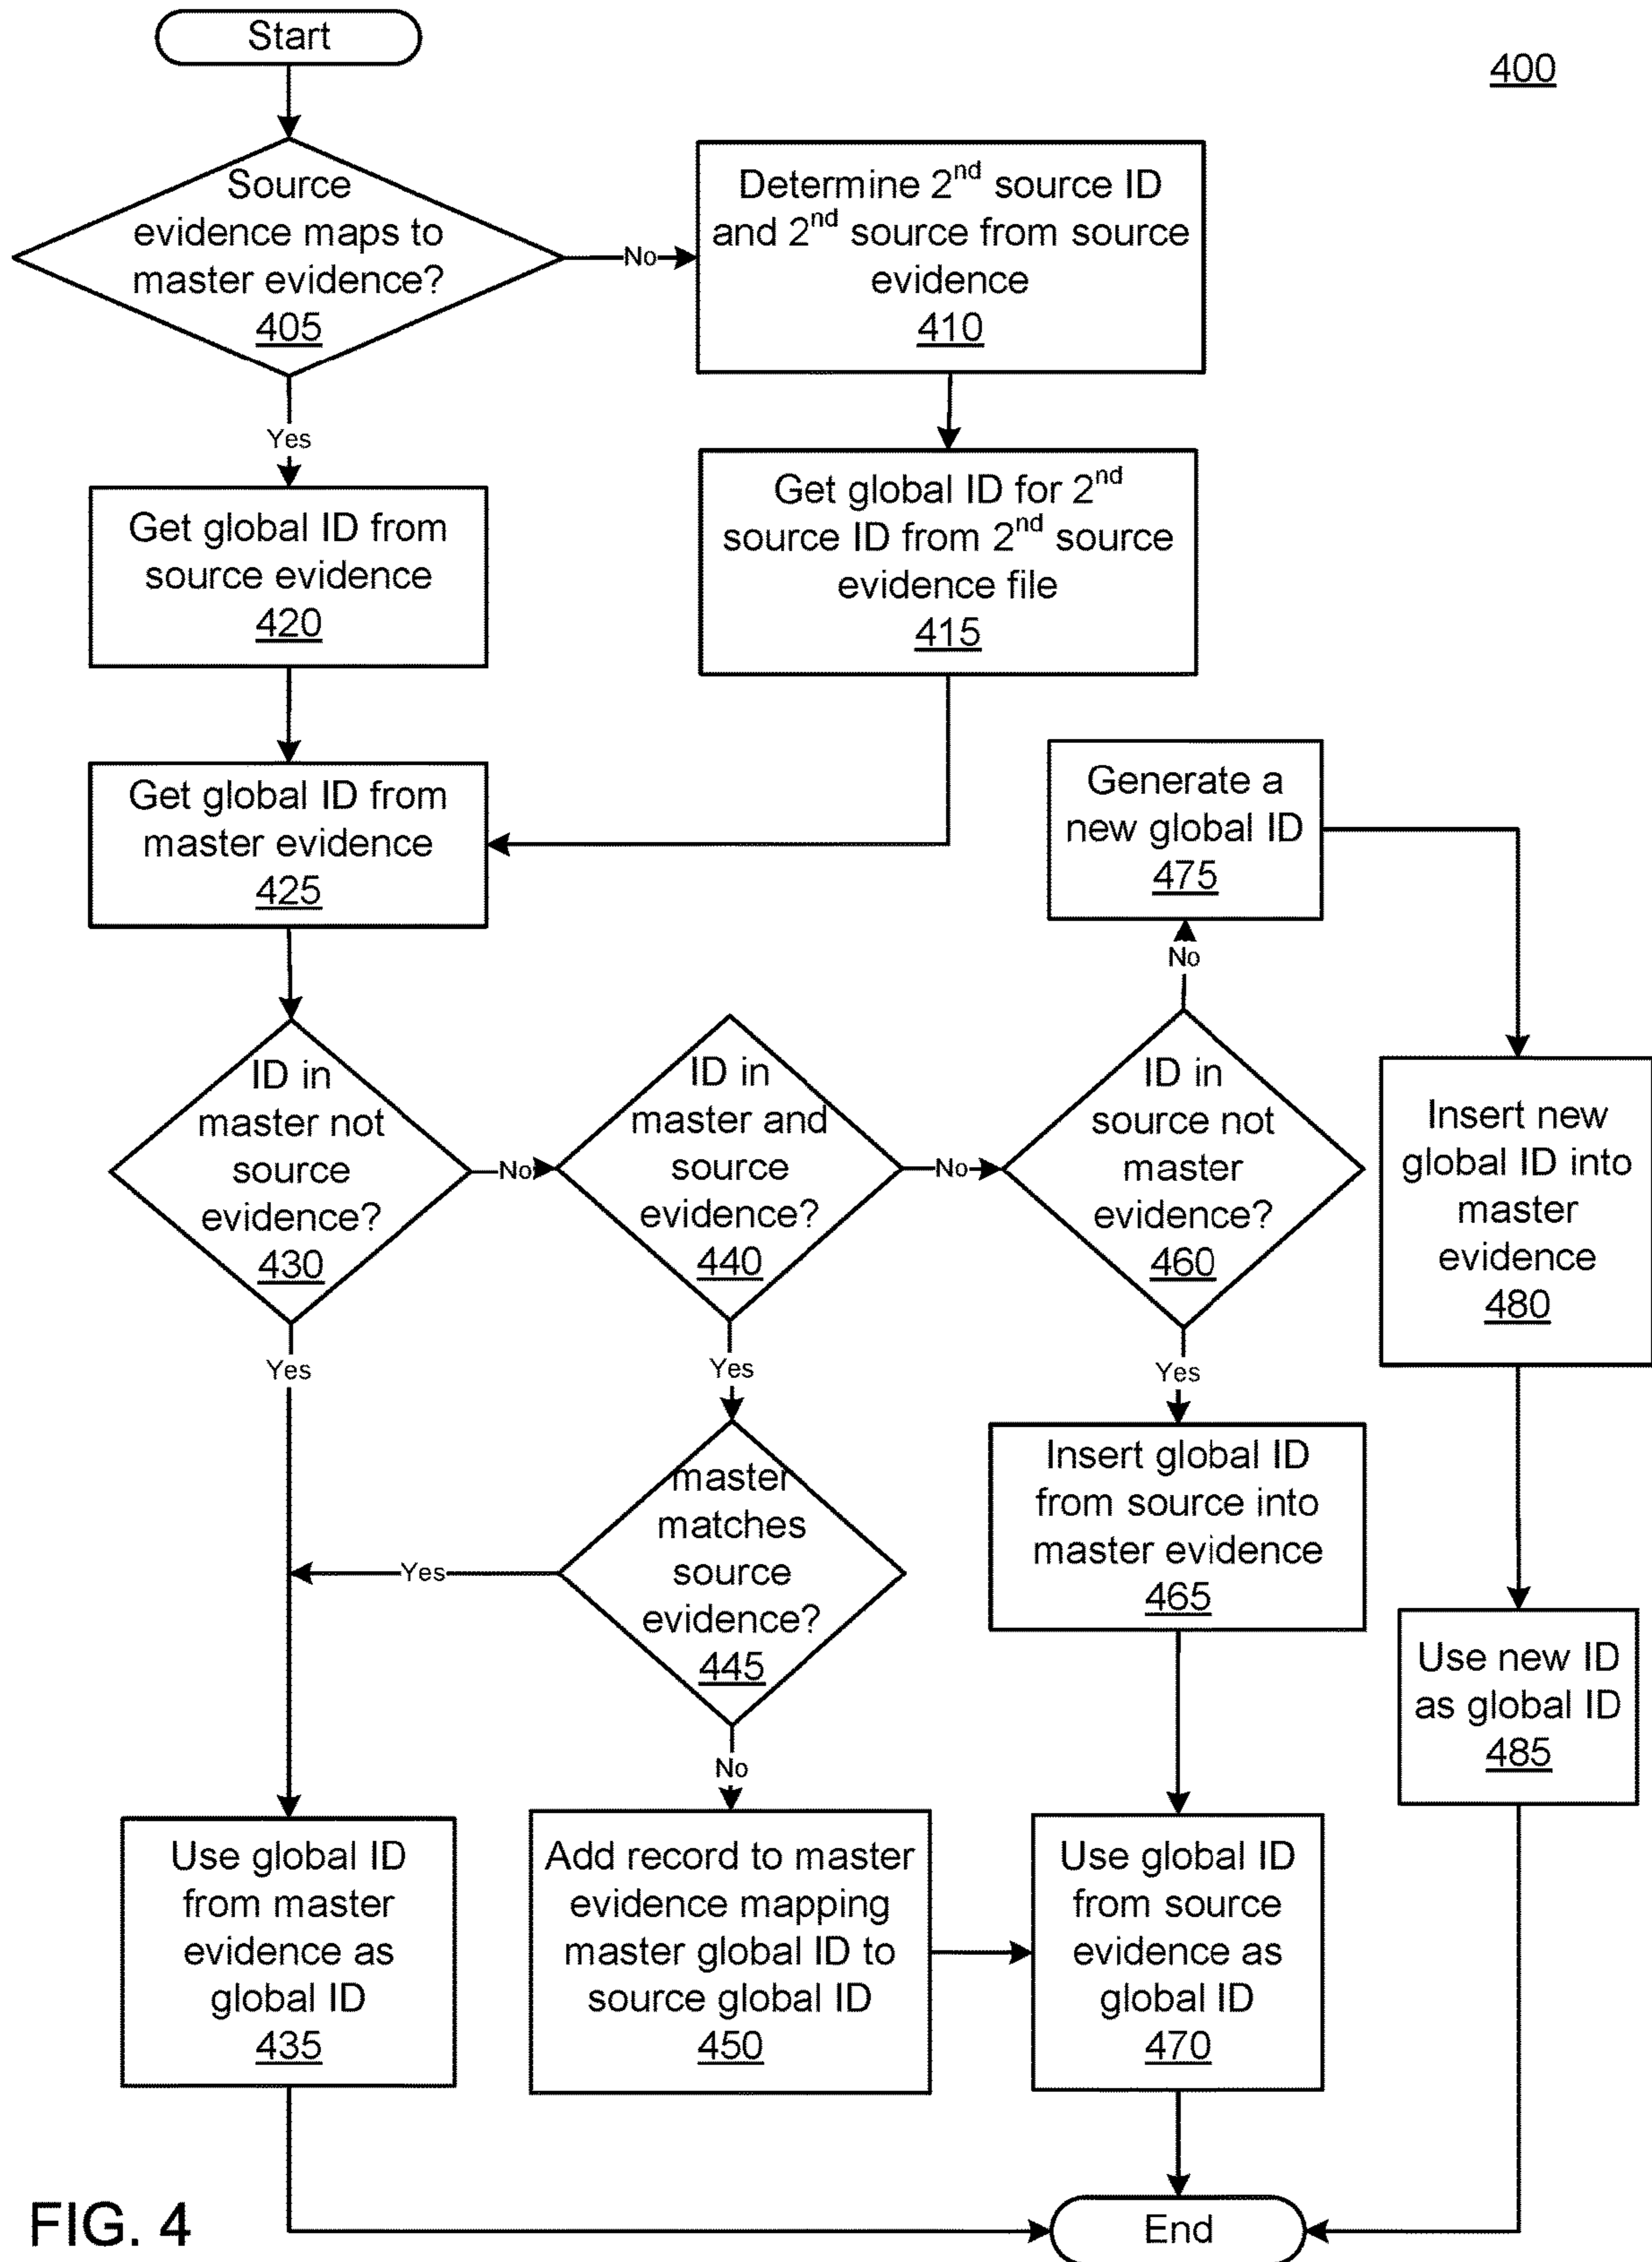 Start
400
Source
evidence maps to
master evidence?
405
No
Determine 2nd source ID
and 2nd source from source
evidence
410
Yes
Get global ID from
source evidence
420
Get global ID for 2nd
source ID from 2nd source
evidence file
415
Get global ID from
master evidence
425
Generate a
new global ID
475
No
ID in
master not
source
evidence?
430
No
ID in
master and
source
evidence?
440
No
ID in
source not
master
evidence?
460
Insert new
global ID into
master
evidence
480
Yes
Yes
Yes
master
matches
source
evidence?
445
Yes
Insert global ID
from source into
master evidence
465
Use new ID
as global ID
485
No
Use global ID
from master
evidence as
global ID
435
Add record to master
evidence mapping
master global ID to
source global ID
450
Use global ID
from source
evidence as
global ID
470
End
FIG. 4